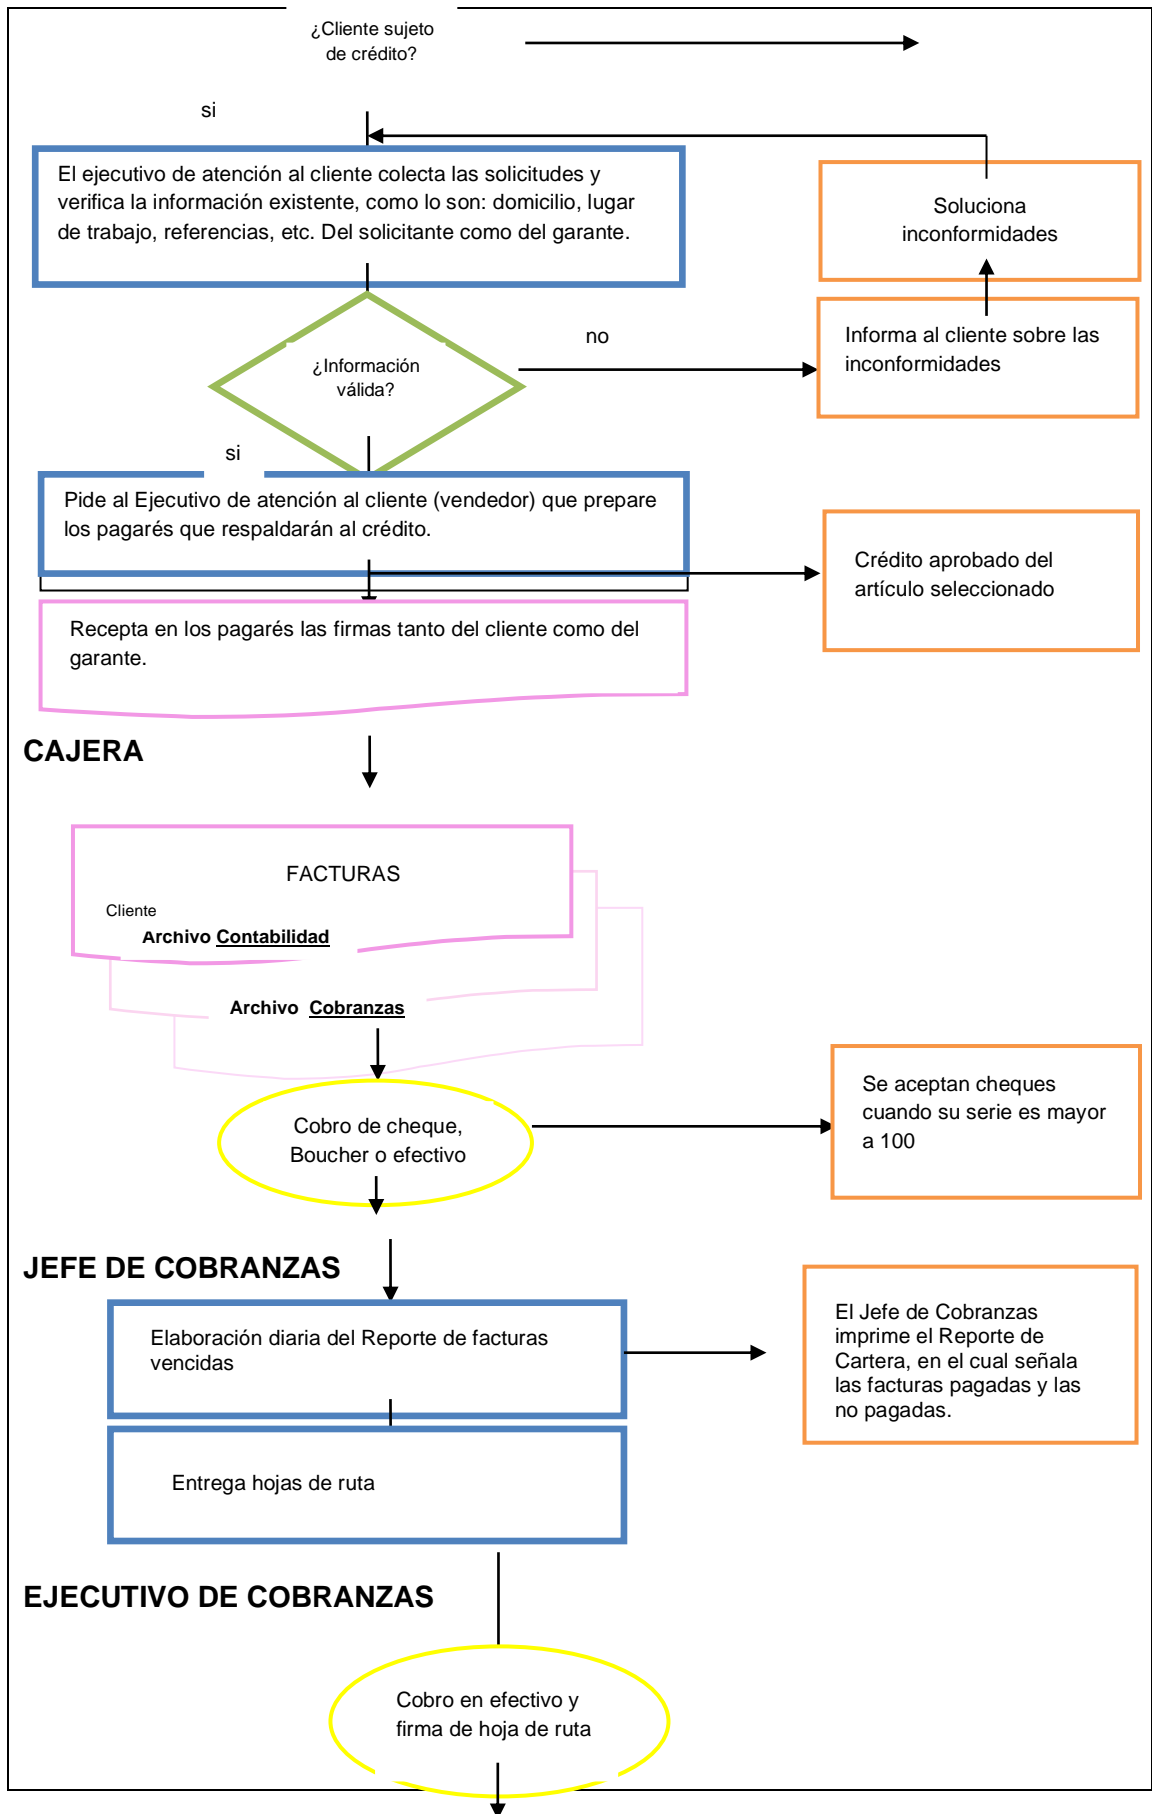 ¿Cliente sujeto
de crédito?
si
El ejecutivo de atención al cliente colecta las solicitudes y
verifica la información existente, como lo son: domicilio, lugar
de trabajo, referencias, etc. Del solicitante como del garante.
Soluciona
inconformidades
¿Información
válida?
no
Informa al cliente sobre las
inconformidades
si
Pide al Ejecutivo de atención al cliente (vendedor) que prepare
los pagarés que respaldarán al crédito.
Crédito aprobado del
artículo seleccionado
Recepta en los pagarés las firmas tanto del cliente como del
garante.
CAJERA
FACTURAS
Cliente
Archivo Contabilidad
Archivo Cobranzas
Cobro de cheque,
Boucher o efectivo
Se aceptan cheques
cuando su serie es mayor
a 100
JEFE DE COBRANZAS
Elaboración diaria del Reporte de facturas
vencidas
El Jefe de Cobranzas
imprime el Reporte de
Cartera, en el cual señala
las facturas pagadas y las
no pagadas.
Entrega hojas de ruta
EJECUTIVO DE COBRANZAS
Cobro en efectivo y
firma de hoja de ruta